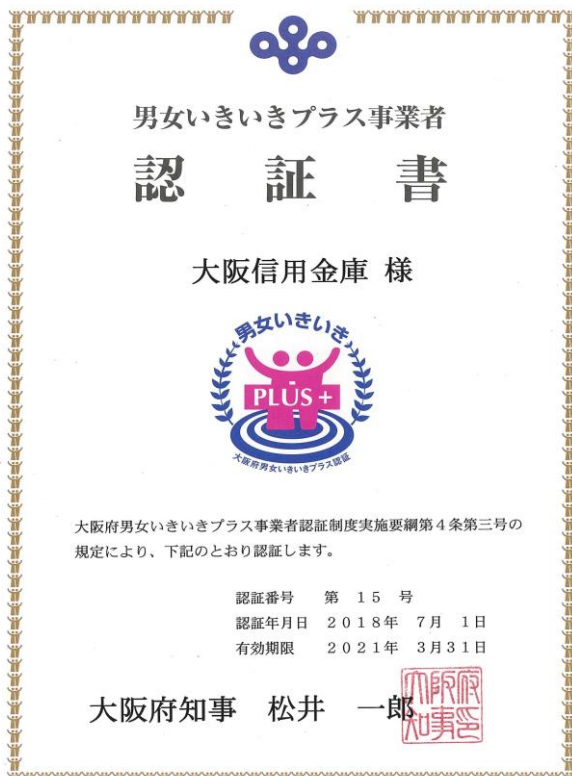 男女いきいきプラス事業者
認 証 書
大阪信用金庫 様
男女いきいき
PLUS+
大阪府男女いきいきプラス認証
大阪府男女いきいきプラス事業者認証制度実施要綱第4条第三号の
規定により、下記のとおり認証します。
認証番号 第 15 号
認証年月日 2018年 7月 1日
有効期限 2021年 3月31日
大阪府知事 松井 一郎
大阪府
知事印